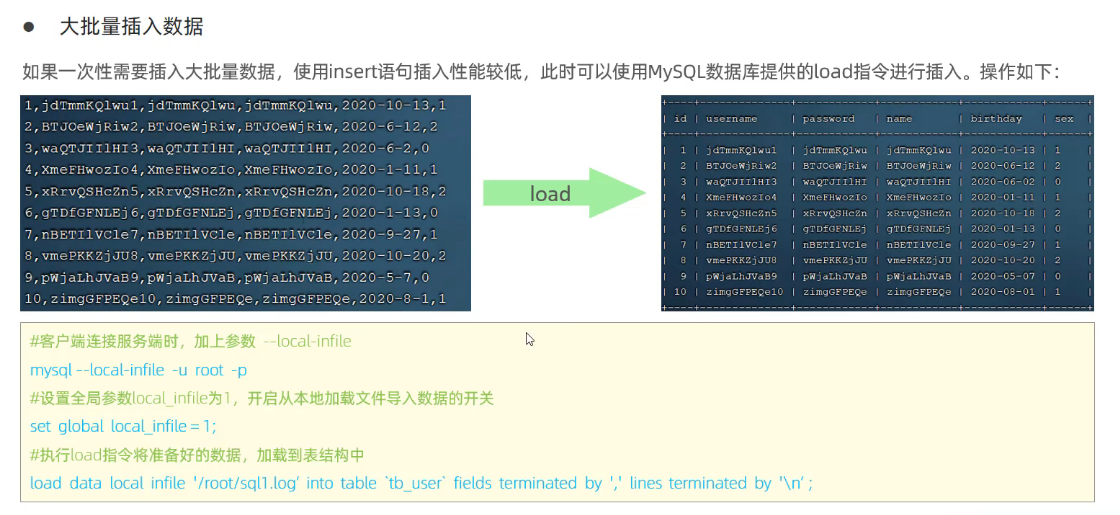 ● 大批量插入数据
如果一次性需要插入大批量数据，使用insert语句插入性能较低，此时可以使用MySQL数据库提供的load指令进行插入。操作如下：
1,jdTmmKQlwu1,jdTmmKQlwu,jdTmmKQlwu,2020-10-13,1
2,BTJOeWjRiw2,BTJOeWjRiw,BTJOeWjRiw,2020-6-12,2
3,waQTJIIlHI3,waQTJIIlHI,waQTJIIlHI,2020-6-2,0
4,XmeFHwozIo4,XmeFHwozIo,XmeFHwozIo,2020-1-11,1
5,xRrvQSHcZn5,xRrvQSHcZn,xRrvQSHcZn,2020-10-18,2
6,gTDfGFNLEj6,gTDfGFNLEj,gTDfGFNLEj,2020-1-13,0
7,nBETIlVCle7,nBETIlVCle,nBETIlVCle,2020-9-27,1
8,vmePKKZjJU8,vmePKKZjJU,vmePKKZjJU,2020-10-20,2
9,pWjaLhJVaB9,pWjaLhJVaB,pWjaLhJVaB,2020-5-7,0
10,zimgGFPEQe10,zimgGFPEQe,zimgGFPEQe,2020-8-1,1
load
| id | username | password | name | birthday | sex |
| 1 | jdTmmKQlwu1 | jdTmmKQlwu | jdTmmKQlwu | 2020-10-13 | 1
| 2 | BTJOeWjRiw2 | BTJOeWjRiw | BTJOeWjRiw | 2020-06-12 | 2
| 3 | waQTJIIlHI3 | waQTJIIlHI | waQTJIIlHI | 2020-06-02 | 0
| 4 | XmeFHwozIo4 | XmeFHwozIo | XmeFHwozIo | 2020-01-11 | 1
| 5 | xRrvQSHcZn5 | xRrvQSHcZn | xRrvQSHcZn | 2020-10-18 | 2
| 6 | gTDfGFNLEj6 | gTDfGFNLEj | gTDfGFNLEj | 2020-01-13 | 0
| 7 | nBETIlVCle7 | nBETIlVCle | nBETIlVCle | 2020-09-27 | 1
| 8 | vmePKKZjJU8 | vmePKKZjJU | vmePKKZjJU | 2020-10-20 | 2
| 9 | pWjaLhJVaB9 | pWjaLhJVaB | pWjaLhJVaB | 2020-05-07 | 0
| 10 | zimgGFPEQe10 | zimgGFPEQe | zimgGFPEQe | 2020-08-01 | 1
#客户端连接服务端时，加上参数 --local-infile
mysql --local-infile -u root -p
#设置全局参数local_infile为1，开启从本地加载文件导入数据的开关
set global local_infile = 1;
#执行load指令将准备好的数据，加载到表结构中
load data local infile '/root/sql1.log' into table `tb_user` fields terminated by ',' lines terminated by '\n' ;